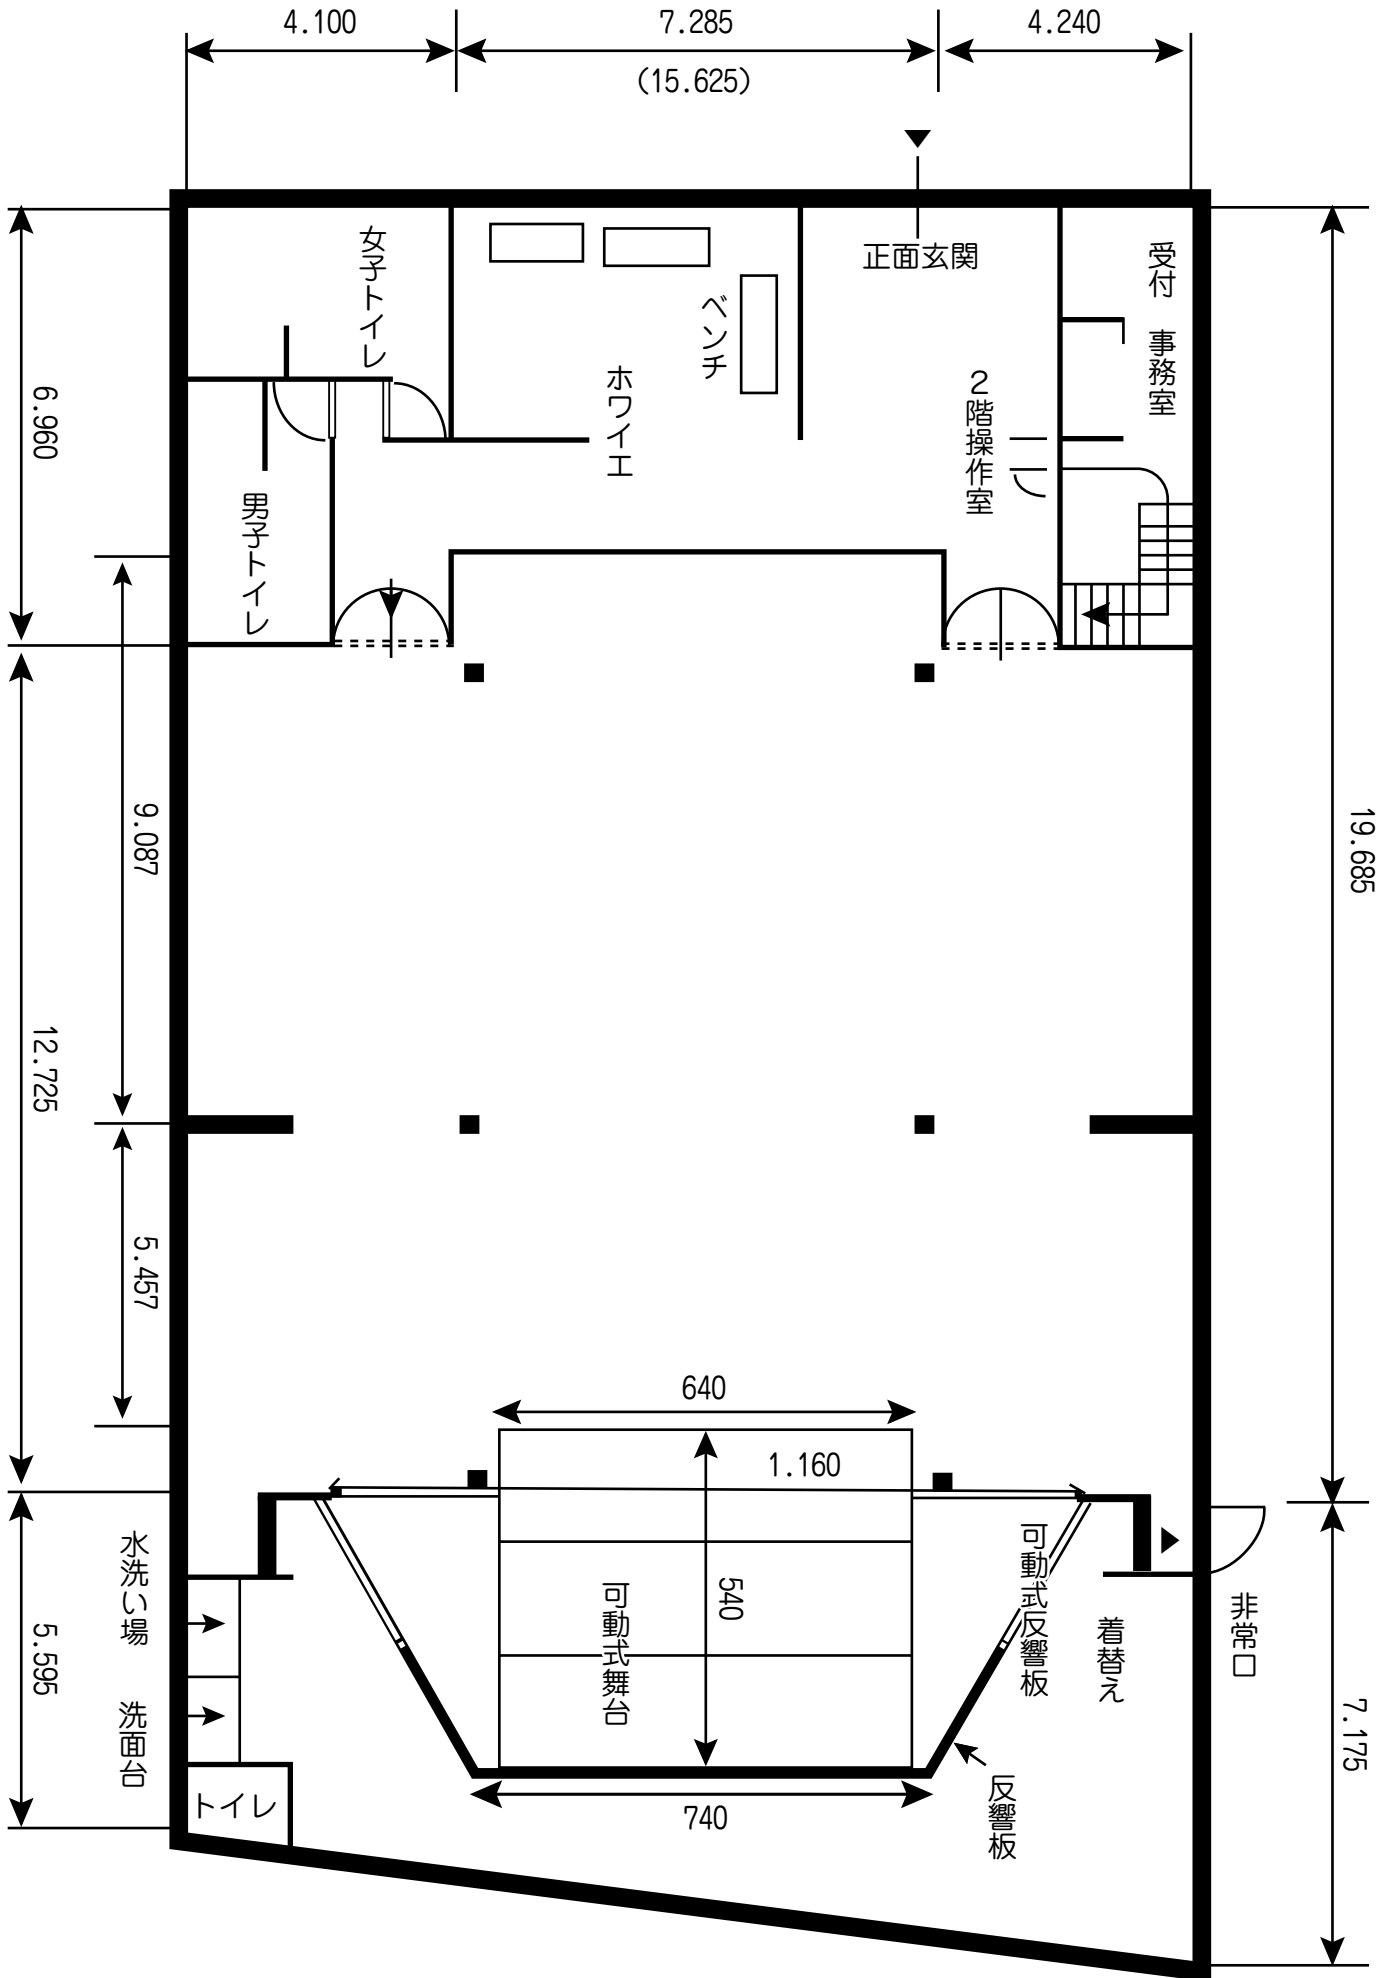 4.100
7.285
4.240
(15.625)
女子トイレ
ベンチ
ホワイエ
正面玄関
受付　事務室
2階操作室
男子トイレ
6.960
9.087
12.725
5.457
19.685
640
1.160
540
可動式舞台
可動式反響板
着替え
非常口
水洗い場　洗面台
トイレ
5.595
7.175
740
反響板